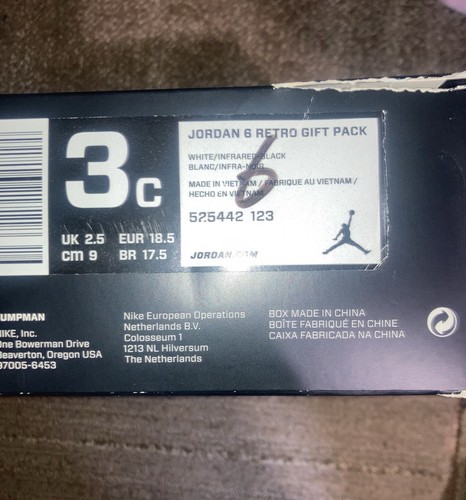 3C
UK 2.5 EUR 18.5
CM 9 BR 17.5
JORDAN 6 RETRO GIFT PACK
WHITE/INFRARED-BLACK
BLANC/INFRA-NOIR
MADE IN VIETNAM / FABRIQUE AU VIETNAM /
HECHO EN VIETNAM
6
525442 123
JORDAN.COM
UMPMAN
NIKE, Inc.
One Bowerman Drive
Beaverton, Oregon USA
97005-6453
Nike European Operations
Netherlands B.V.
Colosseum 1
1213 NL Hilversum
The Netherlands
BOX MADE IN CHINA
BOÎTE FABRIQUÉ EN CHINE
CAIXA FABRICADA NA CHINA